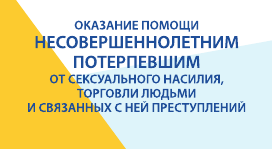 ОКАЗАНИЕ ПОМОЩИ
НЕСОВЕРШЕННОЛЕТНИМ
ПОТЕРПЕВШИМ
ОТ СЕКСУАЛЬНОГО НАСИЛИЯ,
ТОРГОВЛИ ЛЮДЬМИ
И СВЯЗАННЫХ С НЕЙ ПРЕСТУПЛЕНИЙ